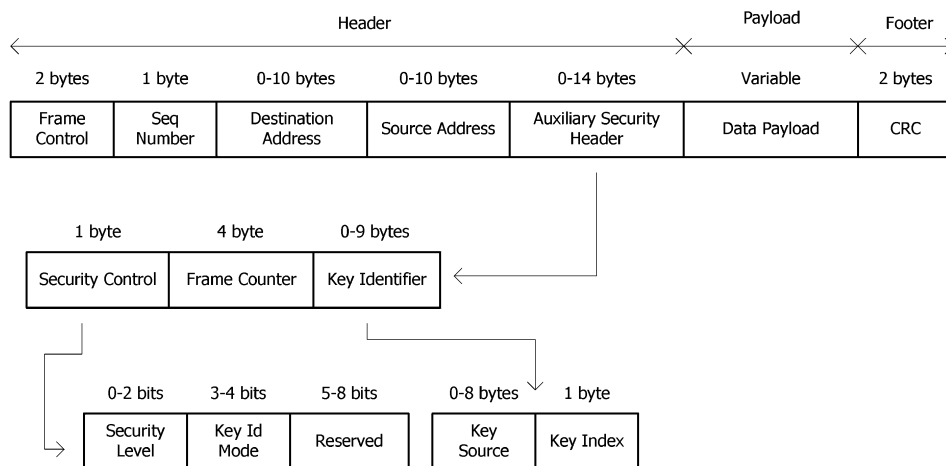 Header
Payload
Footer
2 bytes
1 byte
0-10 bytes
0-10 bytes
0-14 bytes
Variable
2 bytes
Frame
Control
Seq
Number
Destination
Address
Source Address
Auxiliary Security
Header
Data Payload
CRC
1 byte
4 byte
0-9 bytes
Security Control
Frame Counter
Key Identifier
0-2 bits
3-4 bits
5-8 bits
0-8 bytes
1 byte
Security
Level
Key Id
Mode
Reserved
Key
Source
Key Index